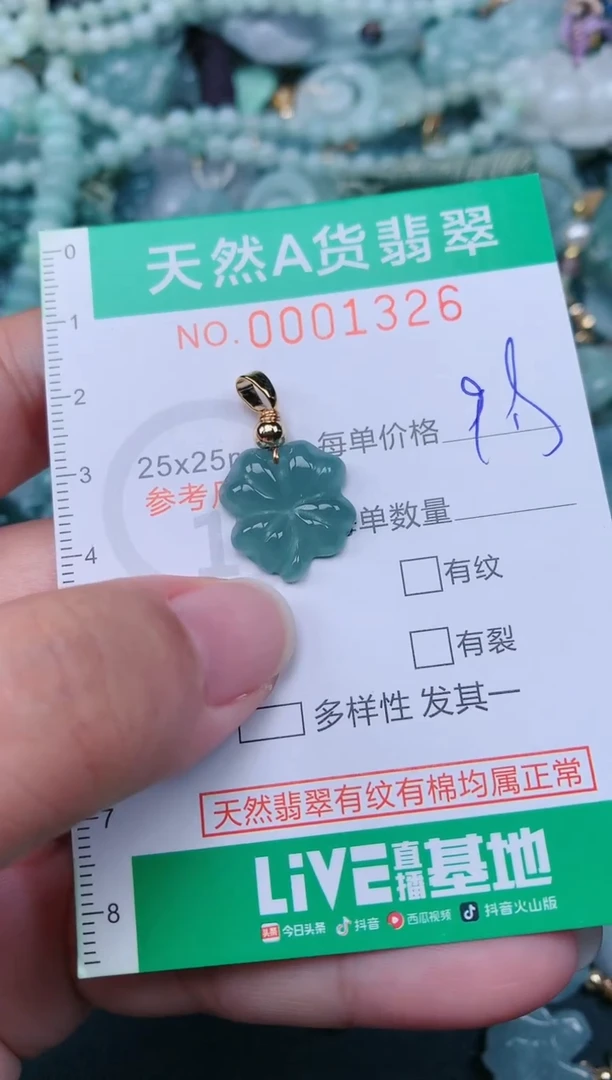 天然A货翡翠
NO.0001326
每单价格
25x25
参考
单数量
有纹
有裂
多样性 发其一
天然翡翠有纹有棉均属正常
LiVE直播基地
今日头条 抖音 西瓜视频 抖音火山版
0
1
2
3
4
7
8